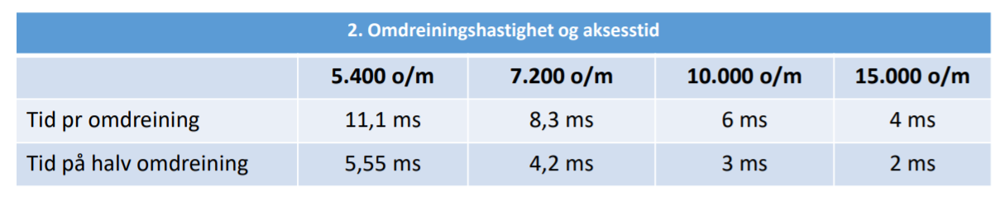 2. Omdreiningshastighet og aksesstid
5.400 o/m 7.200 o/m 10.000 o/m 15.000 o/m
Tid pr omdreining 11,1 ms 8,3 ms 6 ms 4 ms
Tid på halv omdreining 5,55 ms 4,2 ms 3 ms 2 ms